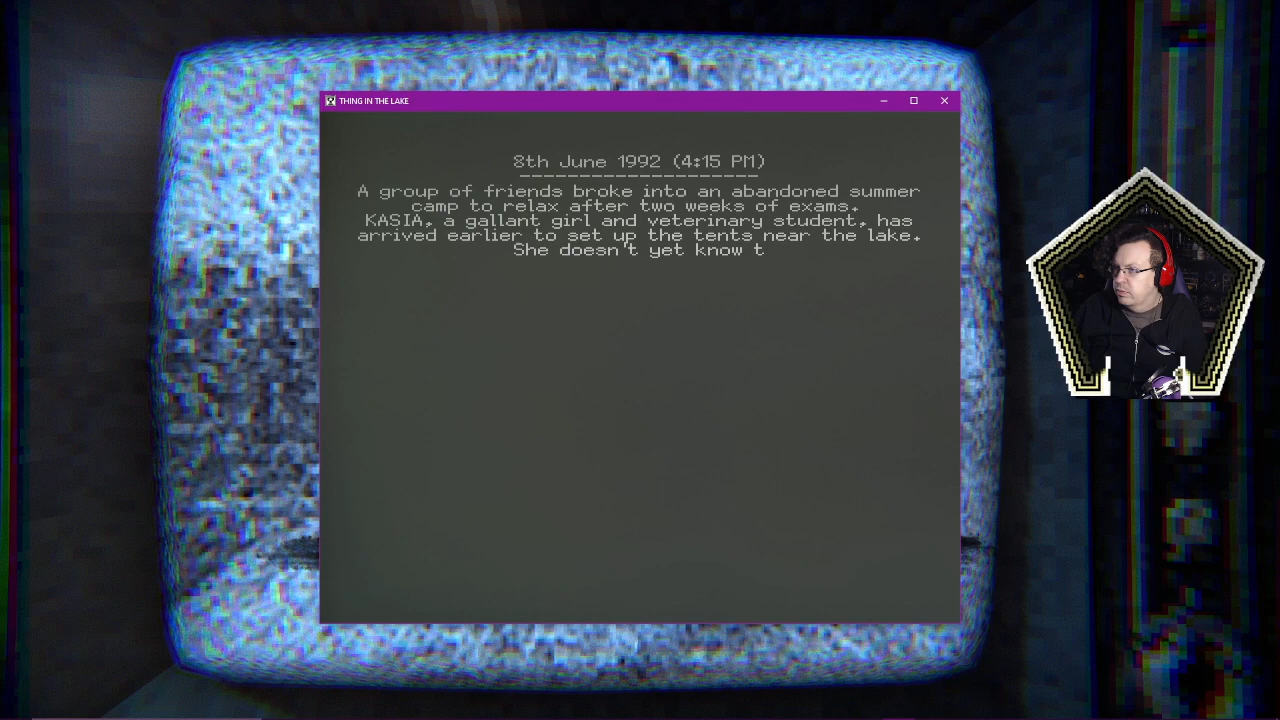 THING IN THE LAKE
8th June 1992 (4:15 PM)
A group of friends broke into an abandoned summer
camp to relax after two weeks of exams.
KASIA, a gallant girl and veterinary student, has
arrived earlier to set up the tents near the lake.
She doesn't yet know t